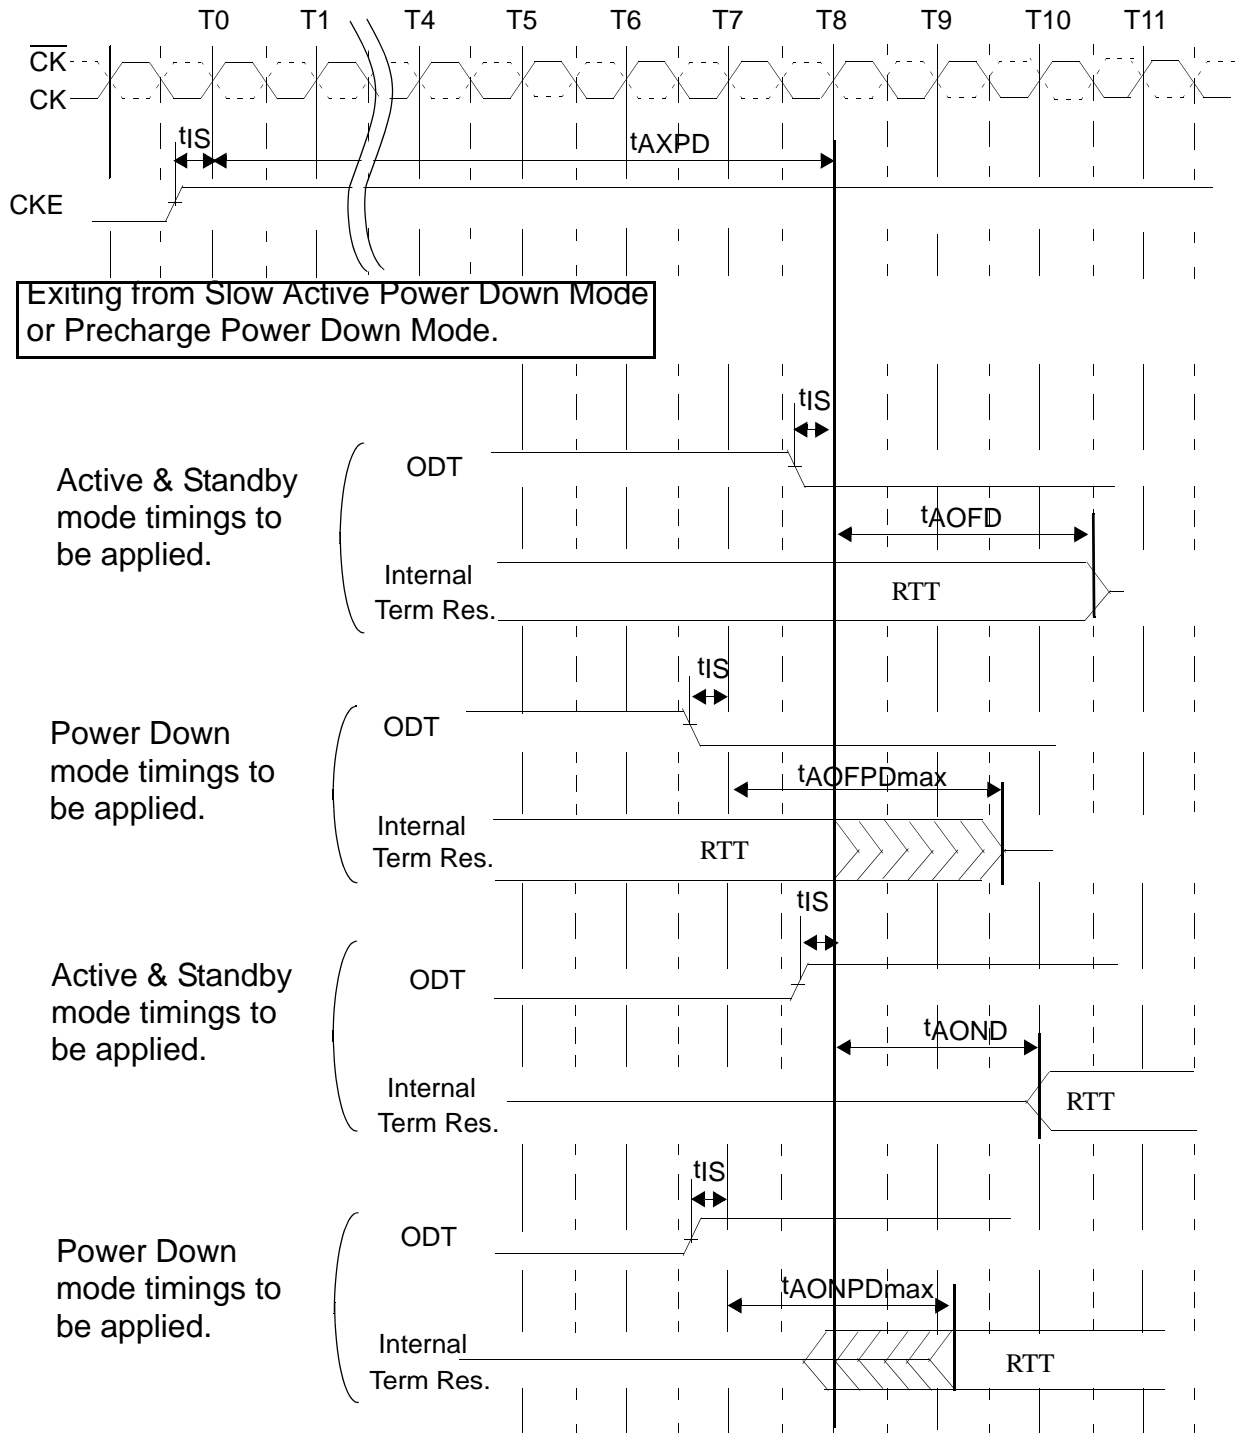 T0 T1 T4 T5 T6 T7 T8 T9 T10 T11
CK
CK
tIS
tAXPD
CKE
Exiting from Slow Active Power Down Mode
or Precharge Power Down Mode.
tIS
ODT
Active & Standby
mode timings to
be applied.
tAOFD
Internal
Term Res.
RTT
tIS
ODT
Power Down
mode timings to
be applied.
tAOFPDmax
Internal
Term Res.
RTT
tIS
ODT
Active & Standby
mode timings to
be applied.
tAOND
Internal
Term Res.
RTT
tIS
ODT
Power Down
mode timings to
be applied.
tAONPDmax
Internal
Term Res.
RTT